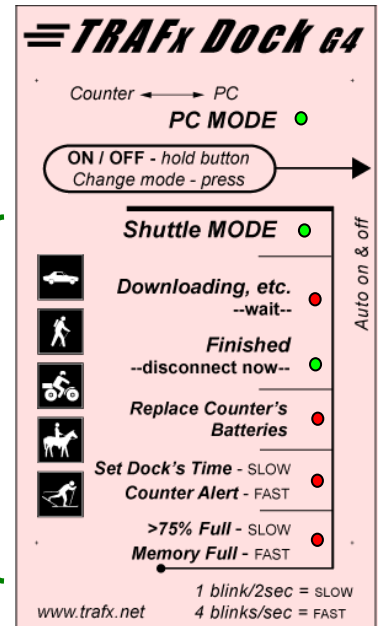 TRAFx Dock G4
Counter ◄——► PC
PC MODE
ON / OFF - hold button
Change mode - press
Auto on & off
Shuttle MODE
Downloading, etc.
--wait--
Finished
--disconnect now--
Replace Counter's
Batteries
Set Dock's Time - SLOW
Counter Alert - FAST
>75% Full - SLOW
Memory Full - FAST
1 blink/2sec = SLOW
www.trafx.net 4 blinks/sec = FAST